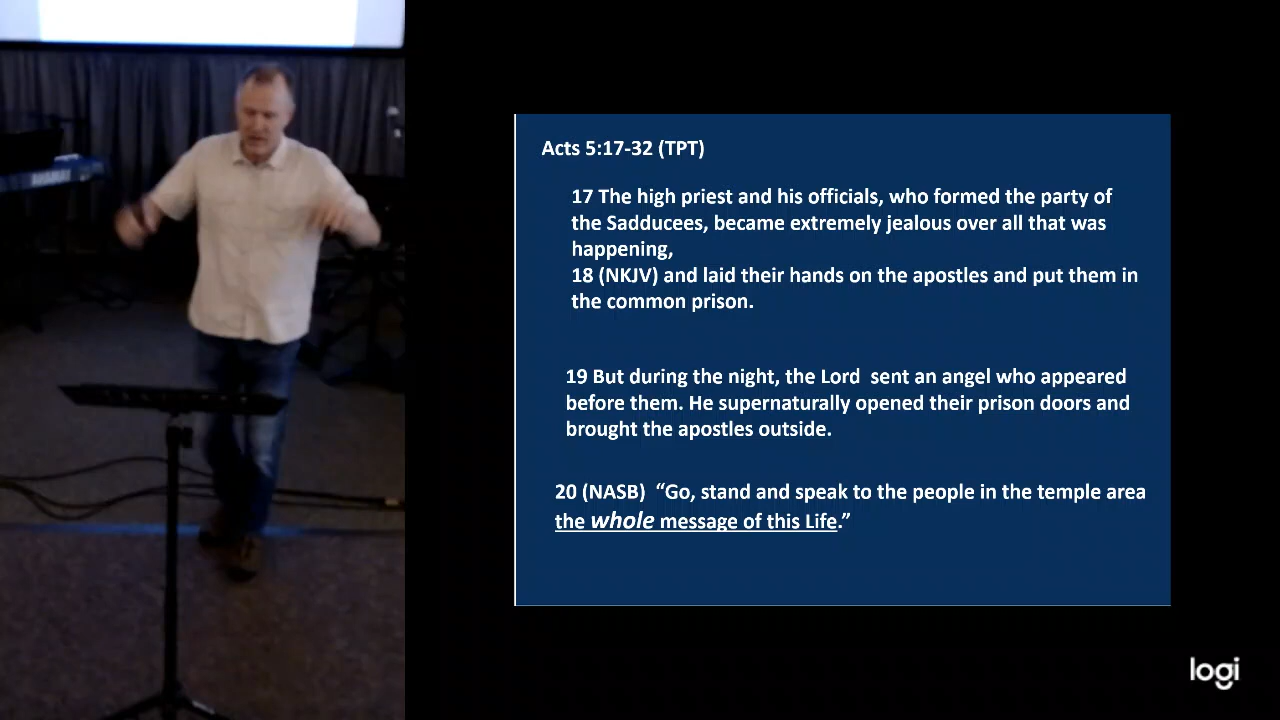 Acts 5:17-32 (TPT)
17 The high priest and his officials, who formed the party of
the Sadducees, became extremely jealous over all that was
happening,
18 (NKJV) and laid their hands on the apostles and put them in
the common prison.
19 But during the night, the Lord  sent an angel who appeared
before them. He supernaturally opened their prison doors and
brought the apostles outside.
20 (NASB)  “Go, stand and speak to the people in the temple area
the whole message of this Life.”
YAMAHA
logi